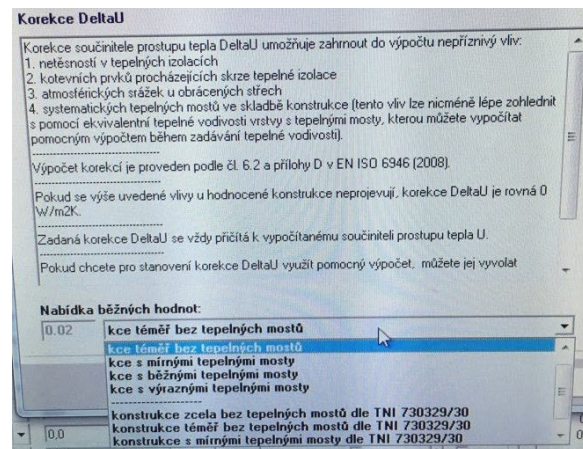 Korekce DeltaU
Korekce součinitele prostupu tepla DeltaU umožňuje zahrnout do výpočtu nepříznivý vliv:
1. netěsností v tepelných izolacích
2. kotevních prvků procházejících skrze tepelné izolace
3. atmosférických srážek u obrácených střech
4. systematických tepelných mostů ve skladbě konstrukce (tento vliv lze nicméně lépe zohlednit
s pomocí ekvivalentní tepelné vodivosti vrstvy s tepelnými mosty, kterou můžete vypočítat
pomocným výpočtem během zadávání tepelné vodivosti).
Výpočet korekcí je proveden podle čl. 6.2 a přílohy D v EN ISO 6946 (2008).
Pokud se výše uvedené vlivy u hodnocené konstrukce neprojevují, korekce DeltaU je rovná 0
W/m2K.
Zadaná korekce DeltaU se vždy přičítá k vypočítanému součiniteli prostupu tepla U.
Pokud chcete pro stanovení korekce DeltaU využít pomocný výpočet, můžete jej vyvolat
Nabídka běžných hodnot:
0.02 kce téměř bez tepelných mostů
kce téměř bez tepelných mostů
kce s mírnými tepelnými mosty
kce s běžnými tepelnými mosty
kce s výraznými tepelnými mosty
konstrukce zcela bez tepelných mostů dle TNI 730329/30
konstrukce téměř bez tepelných mostů dle TNI 730329/30
0,0 konstrukce s mírnými tepelnými mosty dle TNI 730329/30